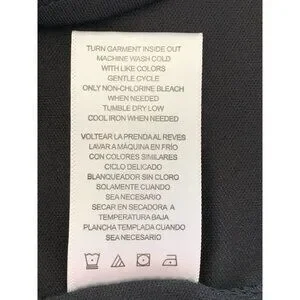 TURN GARMENT INSIDE OUT
MACHINE WASH COLD
WITH LIKE COLORS
GENTLE CYCLE
ONLY NON-CHLORINE BLEACH
WHEN NEEDED
TUMBLE DRY LOW
COOL IRON WHEN NEEDED
VOLTEAR LA PRENDA AL REVÉS
LAVAR A MÁQUINA EN FRÍO
CON COLORES SIMILARES
CICLO DELICADO
BLANQUEADOR SIN CLORO
SOLAMENTE CUANDO
SEA NECESARIO
SECAR EN SECADORA A
TEMPERATURA BAJA
PLANCHA TEMPLADA CUANDO
SEA NECESARIO